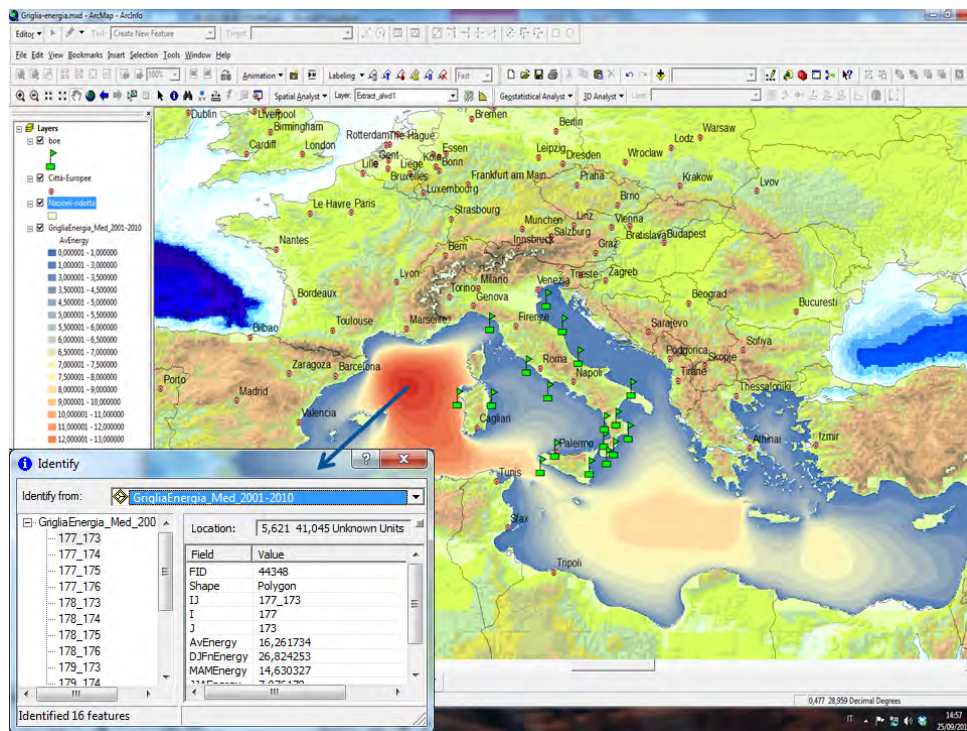 Griglia-energia.mxd - ArcMap - ArcInfo
Editor Task: Create New Feature Target:
File Edit View Bookmarks Insert Selection Tools Window Help
100% Animation Labeling Fast
Spatial Analyst Layer: Extract_alwd1 Geostatistical Analyst 3D Analyst
Layers
boe
Città-Europee
GrigliaEnergia_Med_2001-2010
AvEnergy
0,000001 - 1,000000
1,000001 - 3,000000
3,000001 - 3,500000
3,500001 - 4,500000
4,500001 - 5,000000
5,000001 - 5,500000
5,500001 - 6,000000
6,000001 - 6,500000
6,500001 - 7,000000
7,000001 - 7,500000
7,500001 - 8,000000
8,000001 - 9,000000
9,000001 - 10,000000
10,000001 - 11,000000
11,000001 - 12,000000
12,000001 - 13,000000
Dublin Liverpool Bremen
Birmingham Berlin Warsaw
Cardiff London Rotterdam The Hague Essen Leipzig Lodz
Lille Gent Liege Köln Bonn Dresden Wroclaw
Bruxelles Frankfurt am Main Praha Krakow Lvov
Luxembourg Brno
Le Havre Paris Strasbourg Munchen Linz Vienna
Nantes Bern Innsbruck Salzburg Bratislava Budapest
Graz
Lyon Milano Venezia Trieste Zagreb
Bordeaux Torino Genova Beograd Bucuresti
Toulouse Marseille Firenze Sarajevo
Bilbao Podgorica Skopje Sofiya
Zaragoza Barcelona Roma Tirane
Porto Madrid Napoli Thessaloniki
Valencia Cagliari
Palermo Athinai Izmir
Tunis
Sfax
Tripoli
Identify
Identify from: GrigliaEnergia_Med_2001-2010
GrigliaEnergia_Med_200
177_173
177_174
177_175
177_176
178_173
178_174
178_175
178_176
179_173
179_174
Location: 5,621 41,045 Unknown Units
Field Value
FID 44348
Shape Polygon
IJ 177_173
I 177
J 173
AvEnergy 16,261734
DJFnEnergy 26,824253
MAMEnergy 14,630327
Identified 16 features
0,477 28,959 Decimal Degrees
IT 14:57